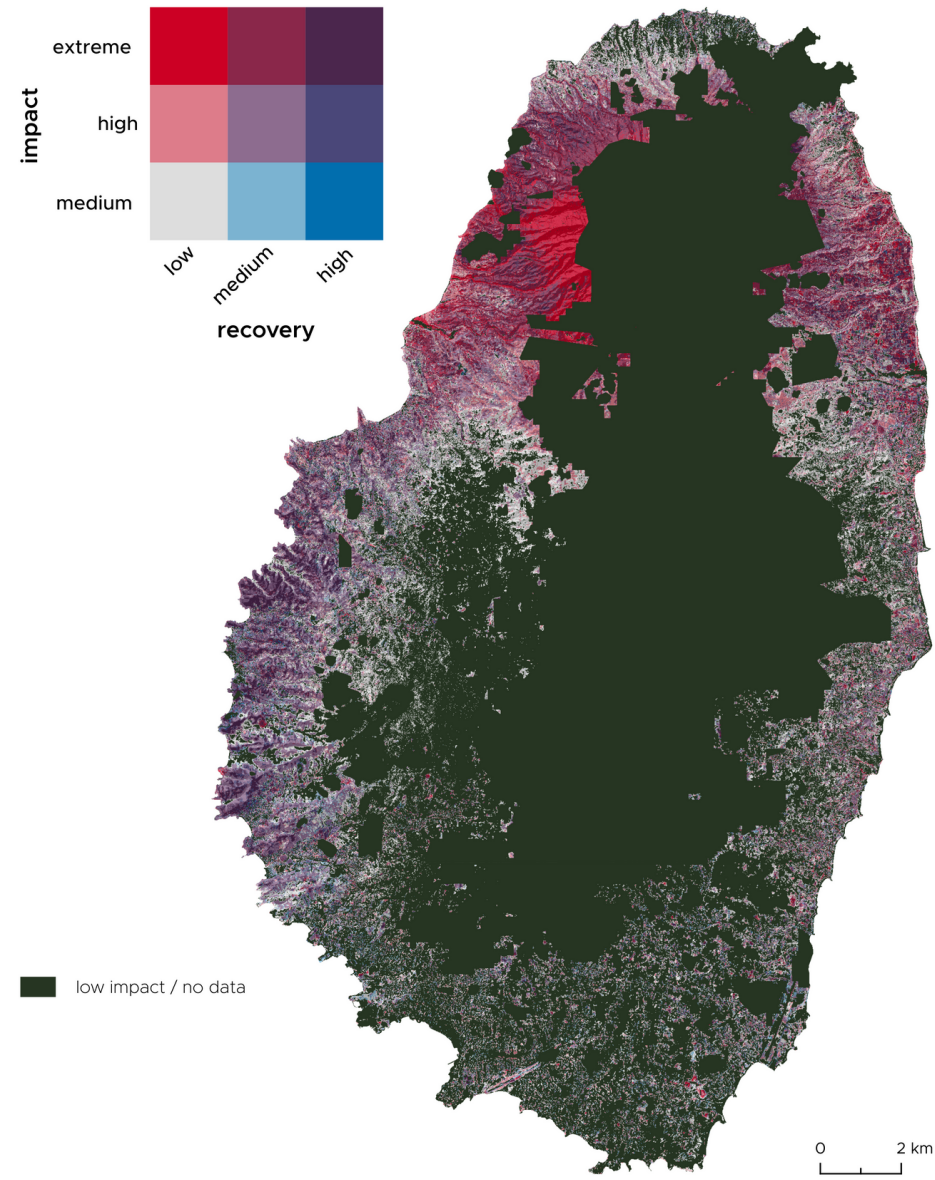 extreme
high
medium
impact
low
medium
high
recovery
low impact / no data
0 2 km